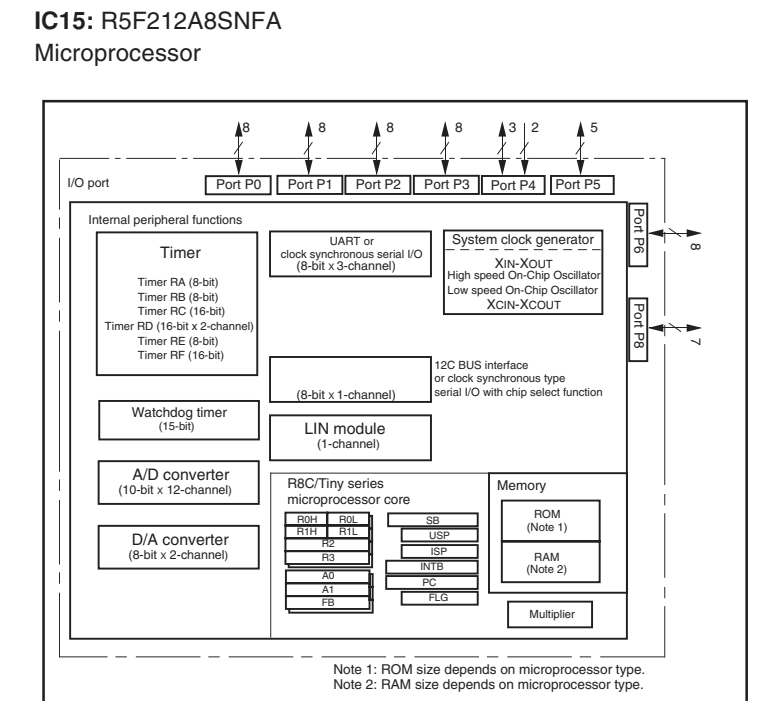 IC15: R5F212A8SNFA
Microprocessor
8
8
8
8
3
2
5
I/O port
Port P0
Port P1
Port P2
Port P3
Port P4
Port P5
Internal peripheral functions
Timer
Timer RA (8-bit)
Timer RB (8-bit)
Timer RC (16-bit)
Timer RD (16-bit x 2-channel)
Timer RE (8-bit)
Timer RF (16-bit)
UART or
clock synchronous serial I/O
(8-bit x 3-channel)
System clock generator
XIN-XOUT
High speed On-Chip Oscillator
Low speed On-Chip Oscillator
XCIN-XCOUT
Port P6
8
Port P8
7
(8-bit x 1-channel)
12C BUS interface
or clock synchronous type
serial I/O with chip select function
Watchdog timer
(15-bit)
LIN module
(1-channel)
A/D converter
(10-bit x 12-channel)
D/A converter
(8-bit x 2-channel)
R8C/Tiny series
microprocessor core
R0H
R0L
R1H
R1L
R2
R3
A0
A1
FB
SB
USP
ISP
INTB
PC
FLG
Memory
ROM
(Note 1)
RAM
(Note 2)
Multiplier
Note 1: ROM size depends on microprocessor type.
Note 2: RAM size depends on microprocessor type.